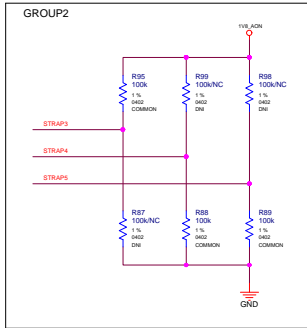 GROUP2
1V8_AON
R95
100k
1 %
0402
COMMON
R99
100k/NC
1 %
0402
DNI
R98
100k/NC
1 %
0402
DNI
STRAP3
STRAP4
STRAP5
R87
100k/NC
1 %
0402
DNI
R88
100k
1 %
0402
COMMON
R89
100k
1 %
0402
COMMON
GND